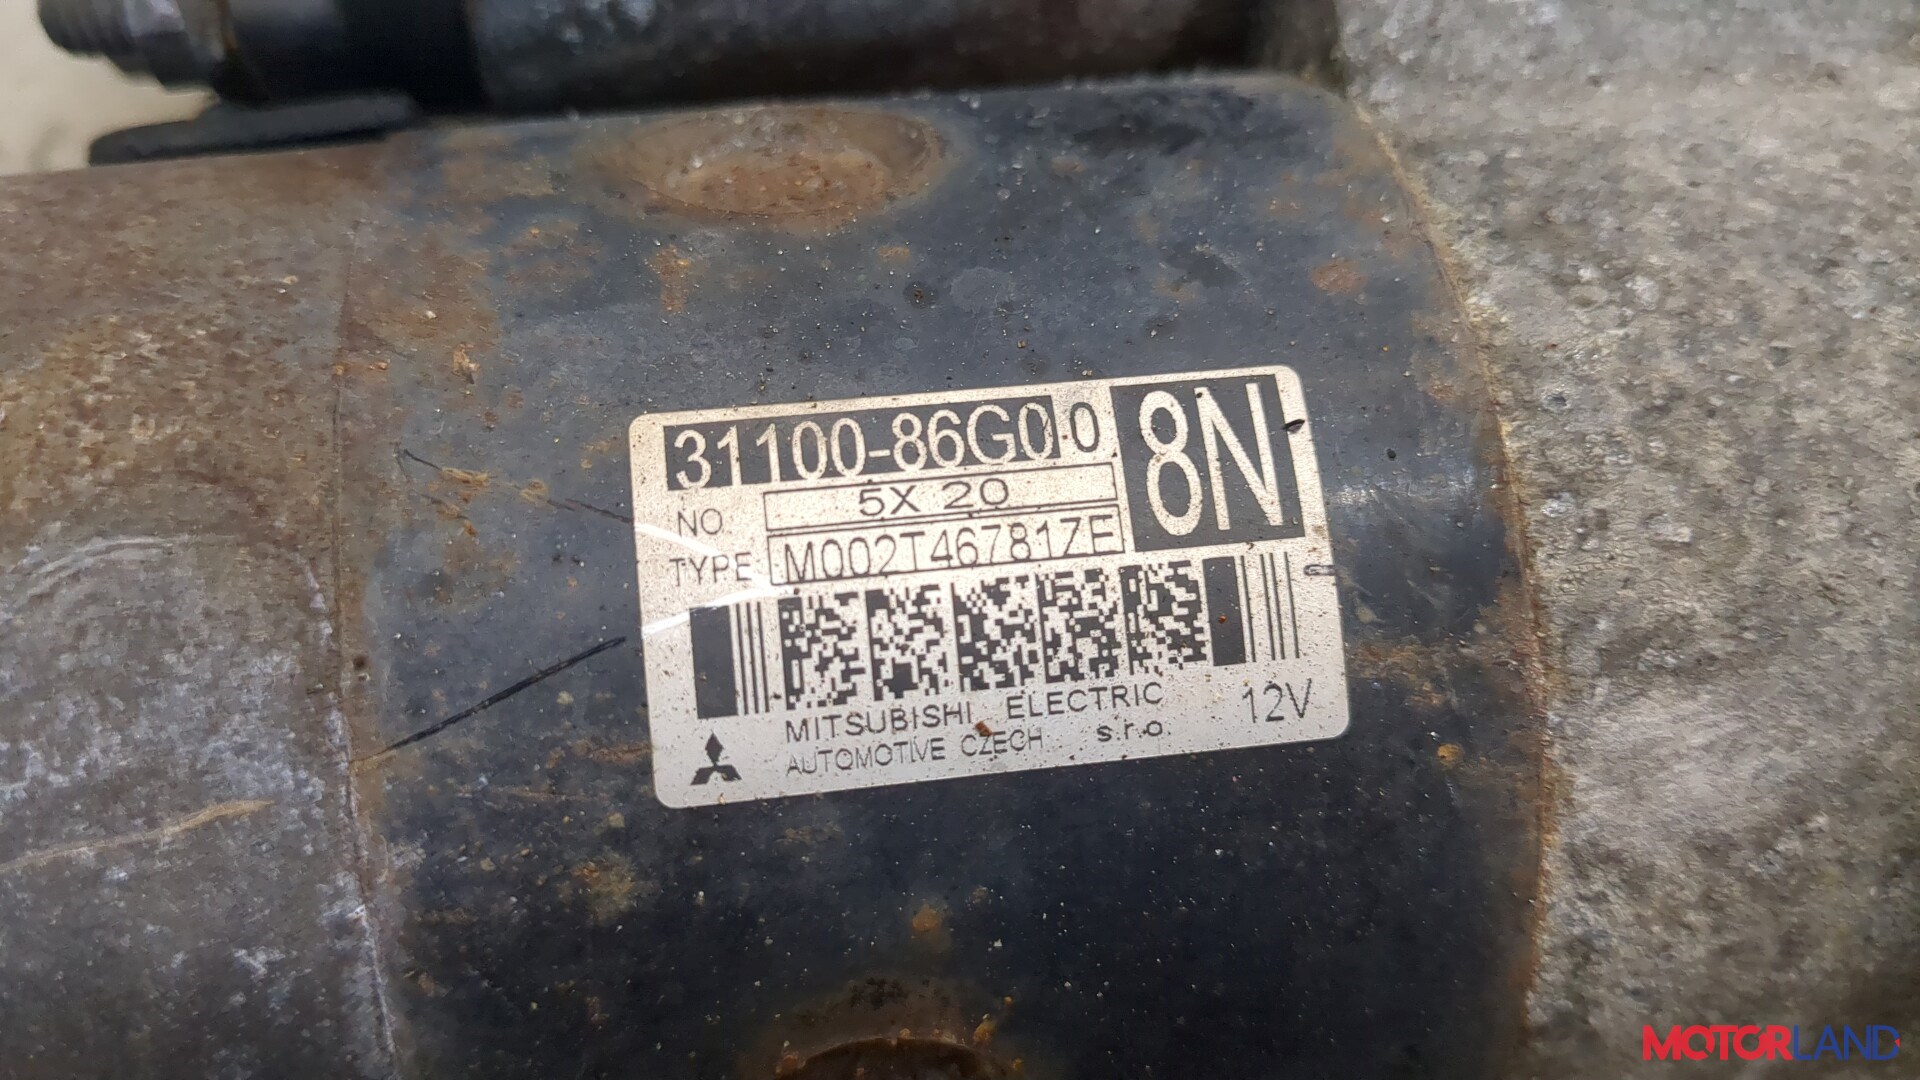 31100-86G00
8N
NO. 5X 20
TYPE M002T46781ZE
MITSUBISHI ELECTRIC
AUTOMOTIVE CZECH s.r.o.
12V
MOTORLAND